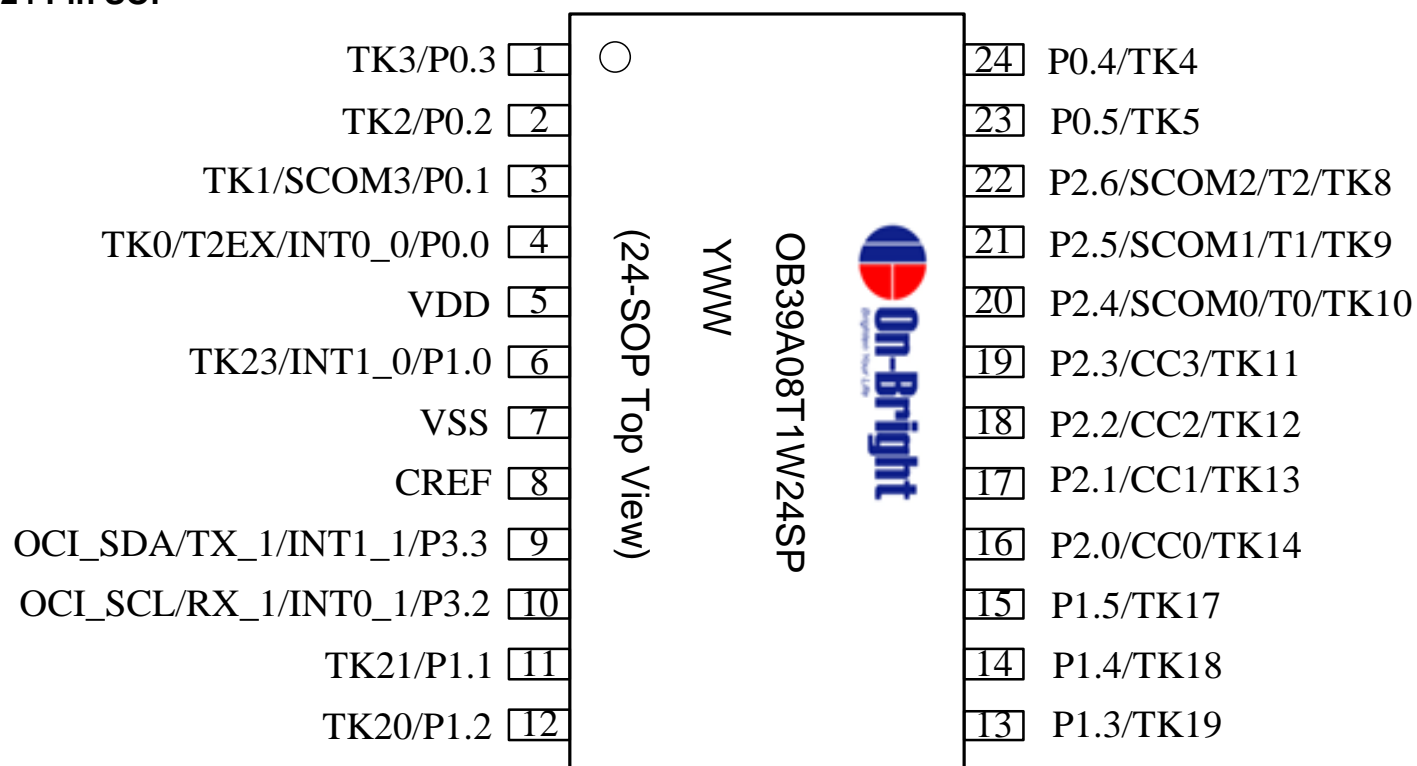 TK3/P0.3 1 24 P0.4/TK4
TK2/P0.2 2 23 P0.5/TK5
TK1/SCOM3/P0.1 3 22 P2.6/SCOM2/T2/TK8
TK0/T2EX/INT0_0/P0.0 4 21 P2.5/SCOM1/T1/TK9
VDD 5 20 P2.4/SCOM0/T0/TK10
TK23/INT1_0/P1.0 6 19 P2.3/CC3/TK11
VSS 7 18 P2.2/CC2/TK12
CREF 8 17 P2.1/CC1/TK13
OCI_SDA/TX_1/INT1_1/P3.3 9 16 P2.0/CC0/TK14
OCI_SCL/RX_1/INT0_1/P3.2 10 15 P1.5/TK17
TK21/P1.1 11 14 P1.4/TK18
TK20/P1.2 12 13 P1.3/TK19
On-Bright
Brighten Your Life
OB39A08T1W24SP
YWW
(24-SOP Top View)